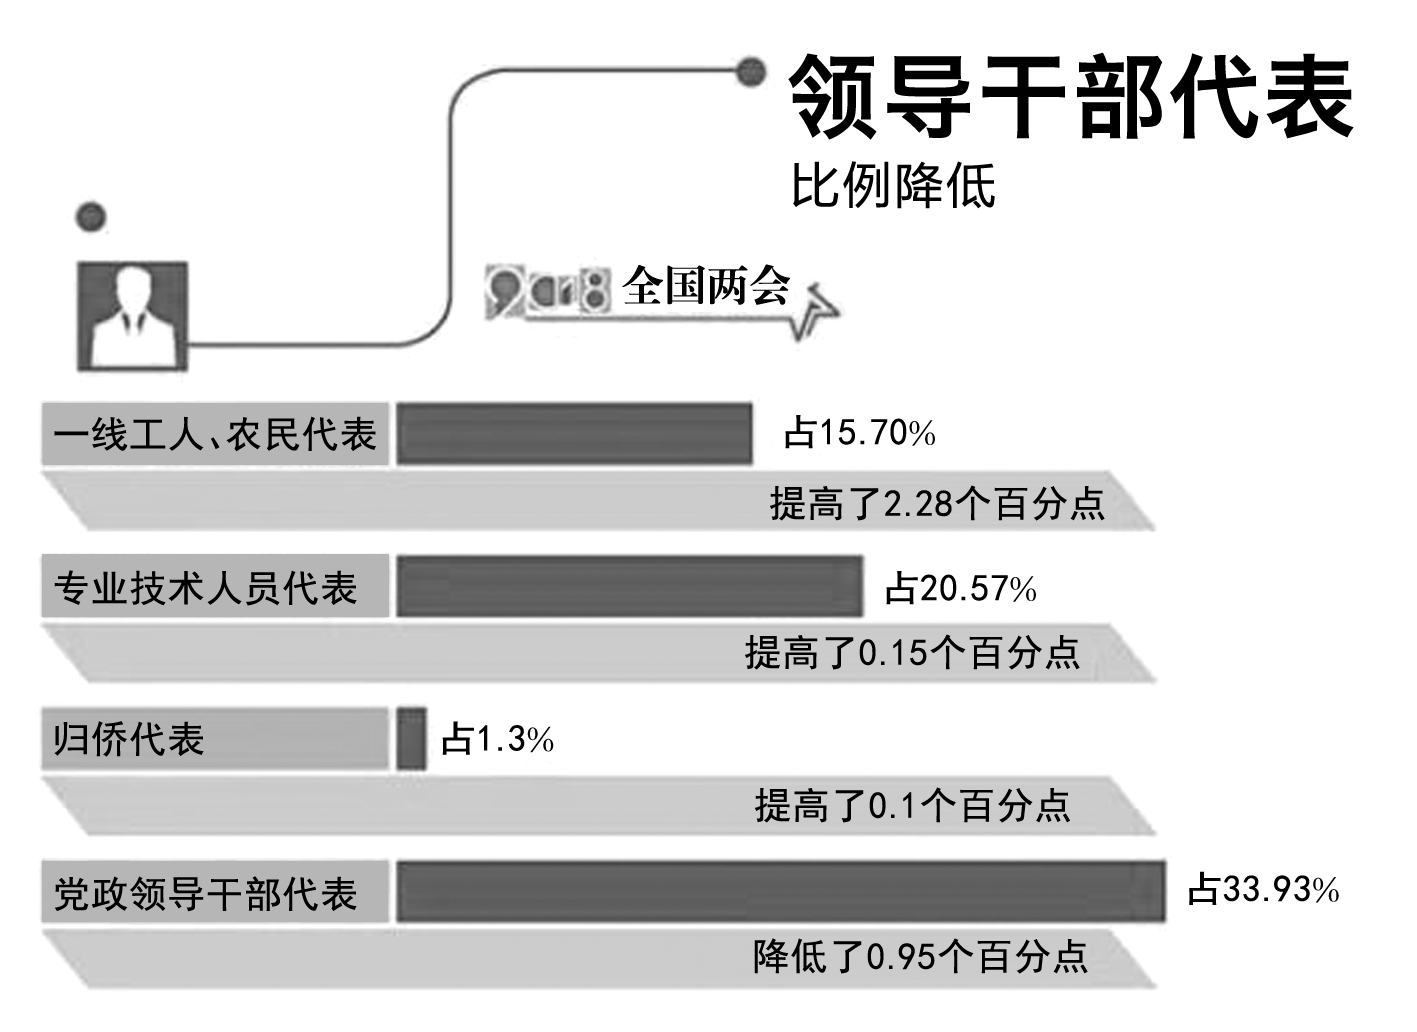 领导干部代表
比例降低
2018 全国两会
一线工人、农民代表
占15.70%
提高了2.28个百分点
专业技术人员代表
占20.57%
提高了0.15个百分点
归侨代表
占1.3%
提高了0.1个百分点
党政领导干部代表
占33.93%
降低了0.95个百分点